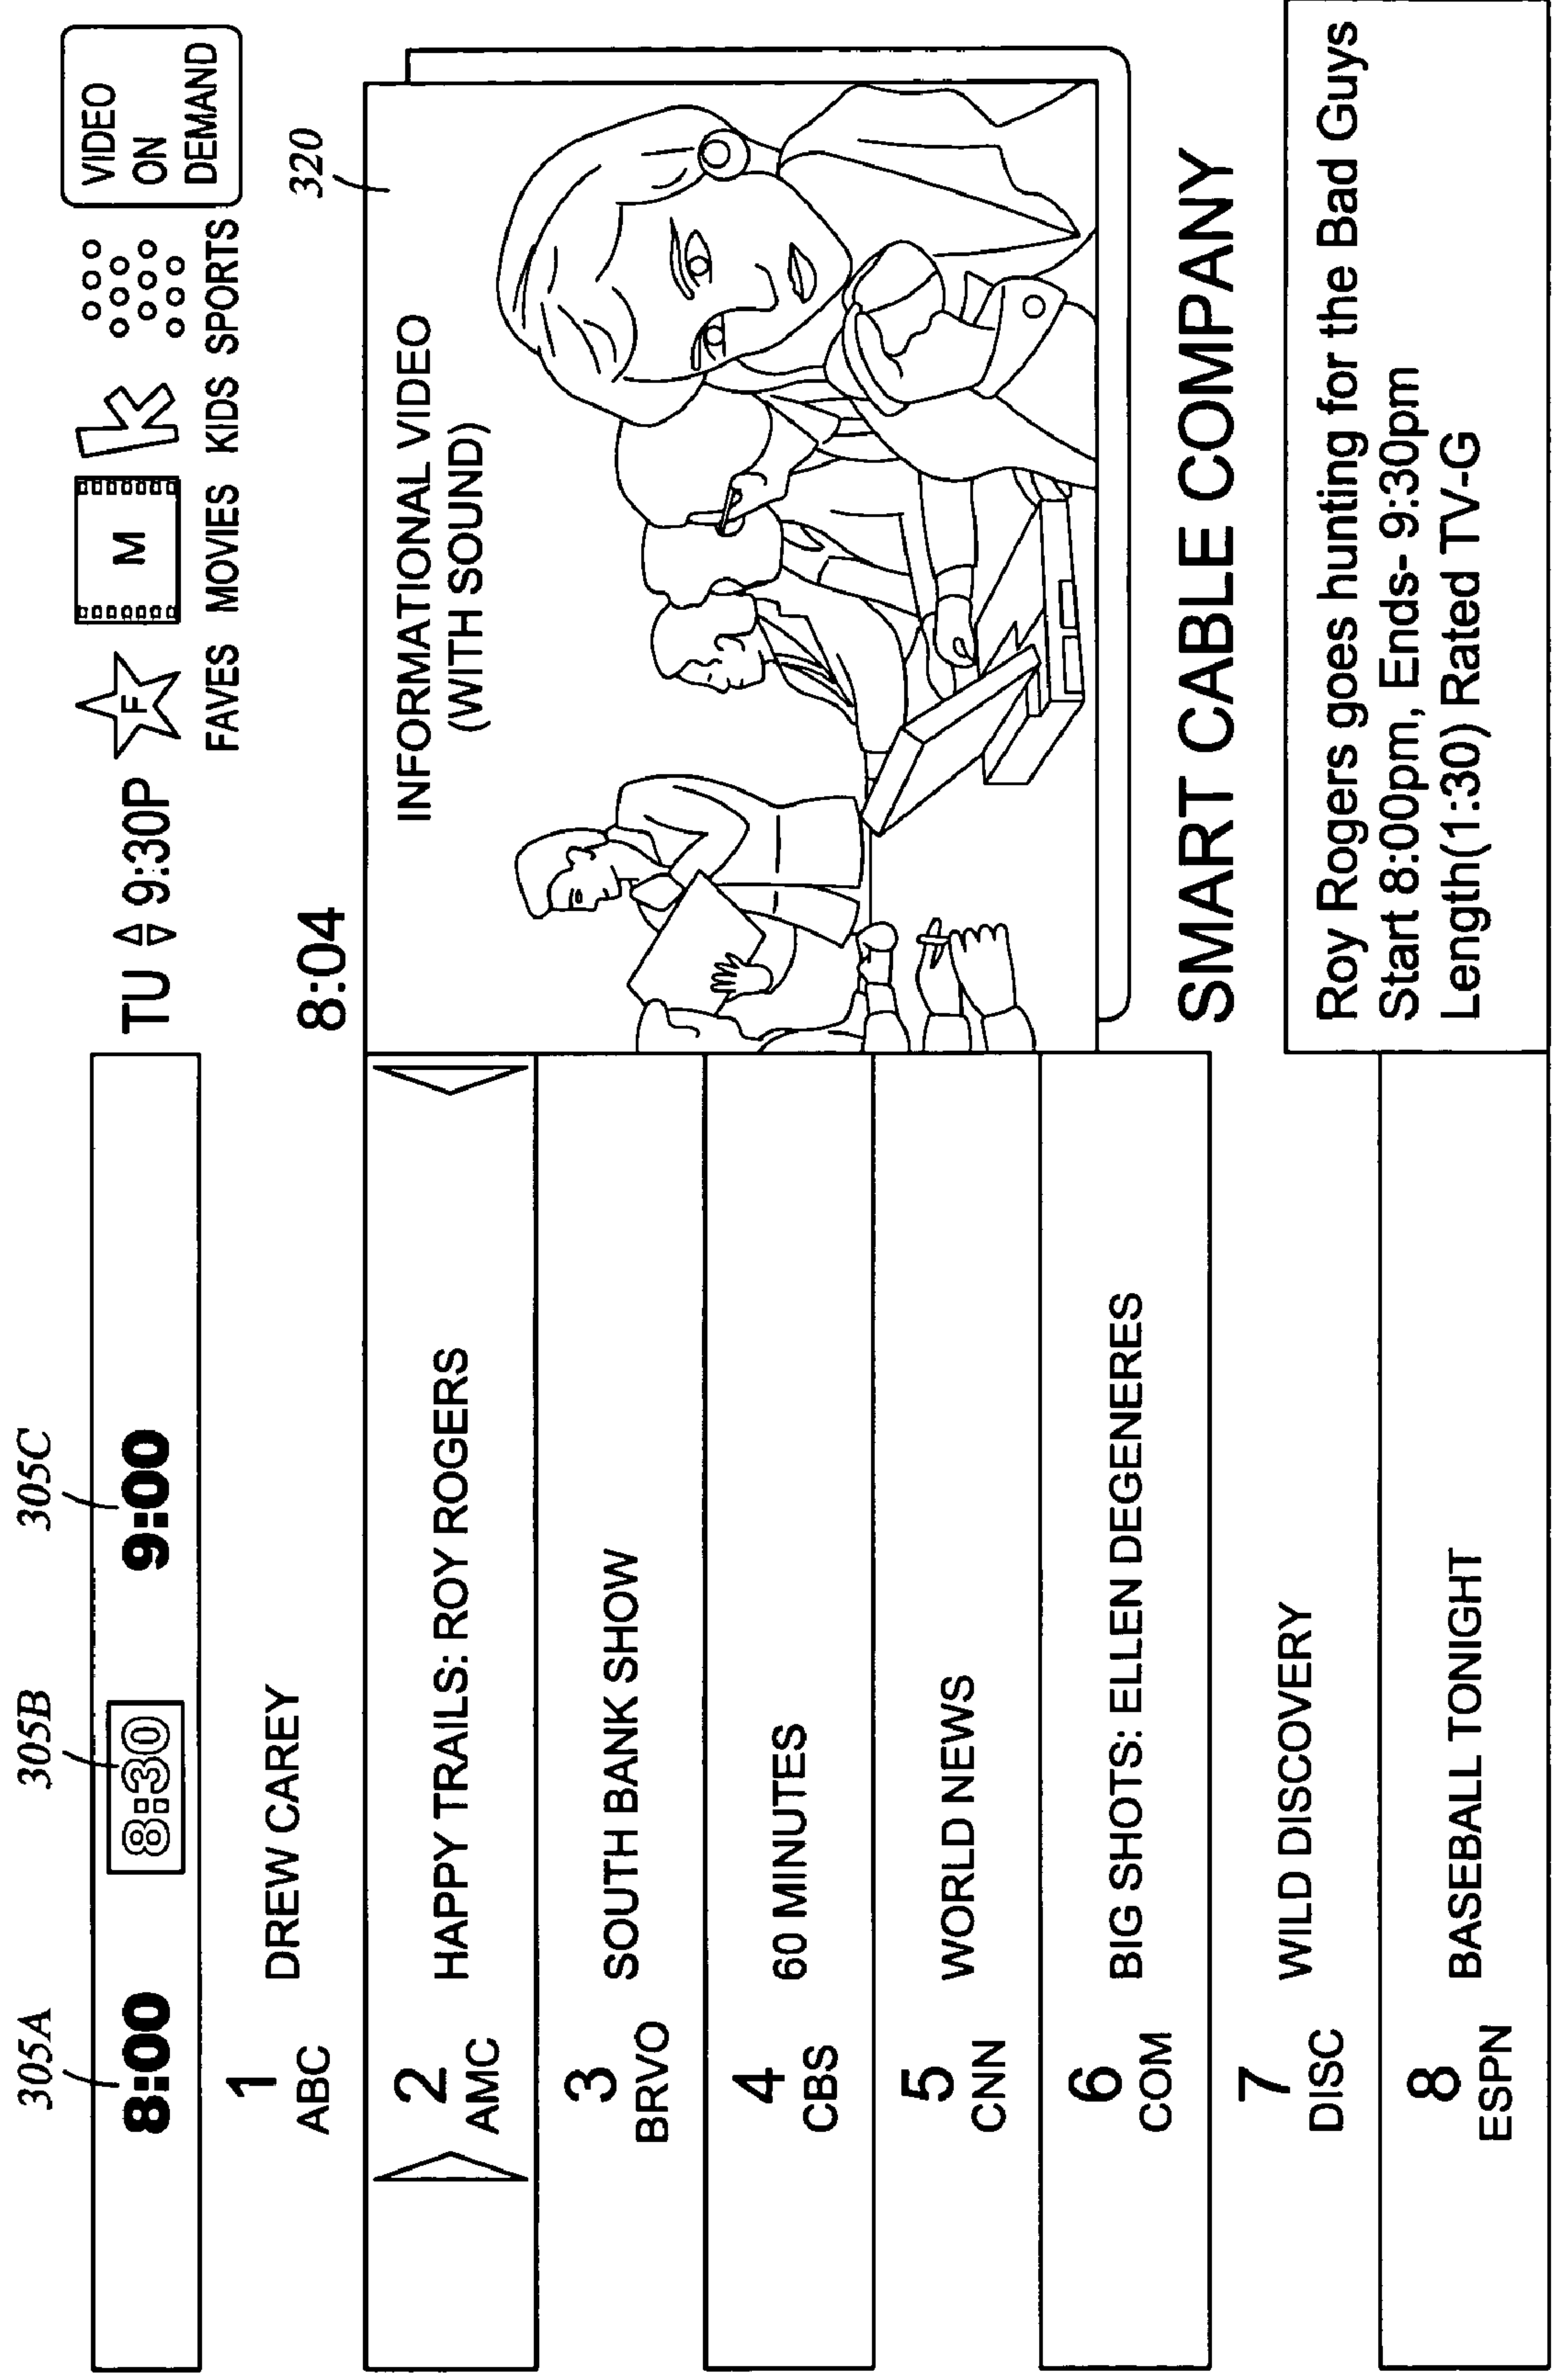 305A
305B
305C
8:00
8:30
9:00
TU 9:30P
F
FAVES
M
MOVIES
K
KIDS
SPORTS
VIDEO
ON
DEMAND
8:04
320
1
ABC
DREW CAREY
2
AMC
HAPPY TRAILS: ROY ROGERS
3
BRVO
SOUTH BANK SHOW
4
CBS
60 MINUTES
5
CNN
WORLD NEWS
6
COM
BIG SHOTS: ELLEN DEGENERES
7
DISC
WILD DISCOVERY
8
ESPN
BASEBALL TONIGHT
INFORMATIONAL VIDEO
(WITH SOUND)
SMART CABLE COMPANY
Roy Rogers goes hunting for the Bad Guys
Start 8:00pm, Ends- 9:30pm
Length(1:30) Rated TV-G